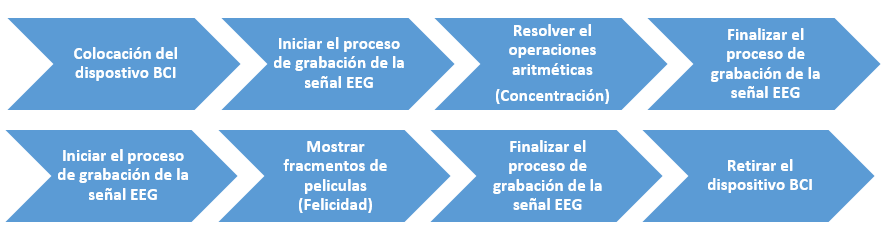 Colocación del
dispostivo BCI
Iniciar el proceso
de grabación de la
señal EEG
Resolver el
operaciones
aritméticas
(Concentración)
Finalizar el
proceso de
grabación de la
señal EEG
Iniciar el proceso
de grabación de la
señal EEG
Mostrar
fracmentos de
peliculas
(Felicidad)
Finalizar el
proceso de
grabación de la
señal EEG
Retirar el
dispositivo BCI